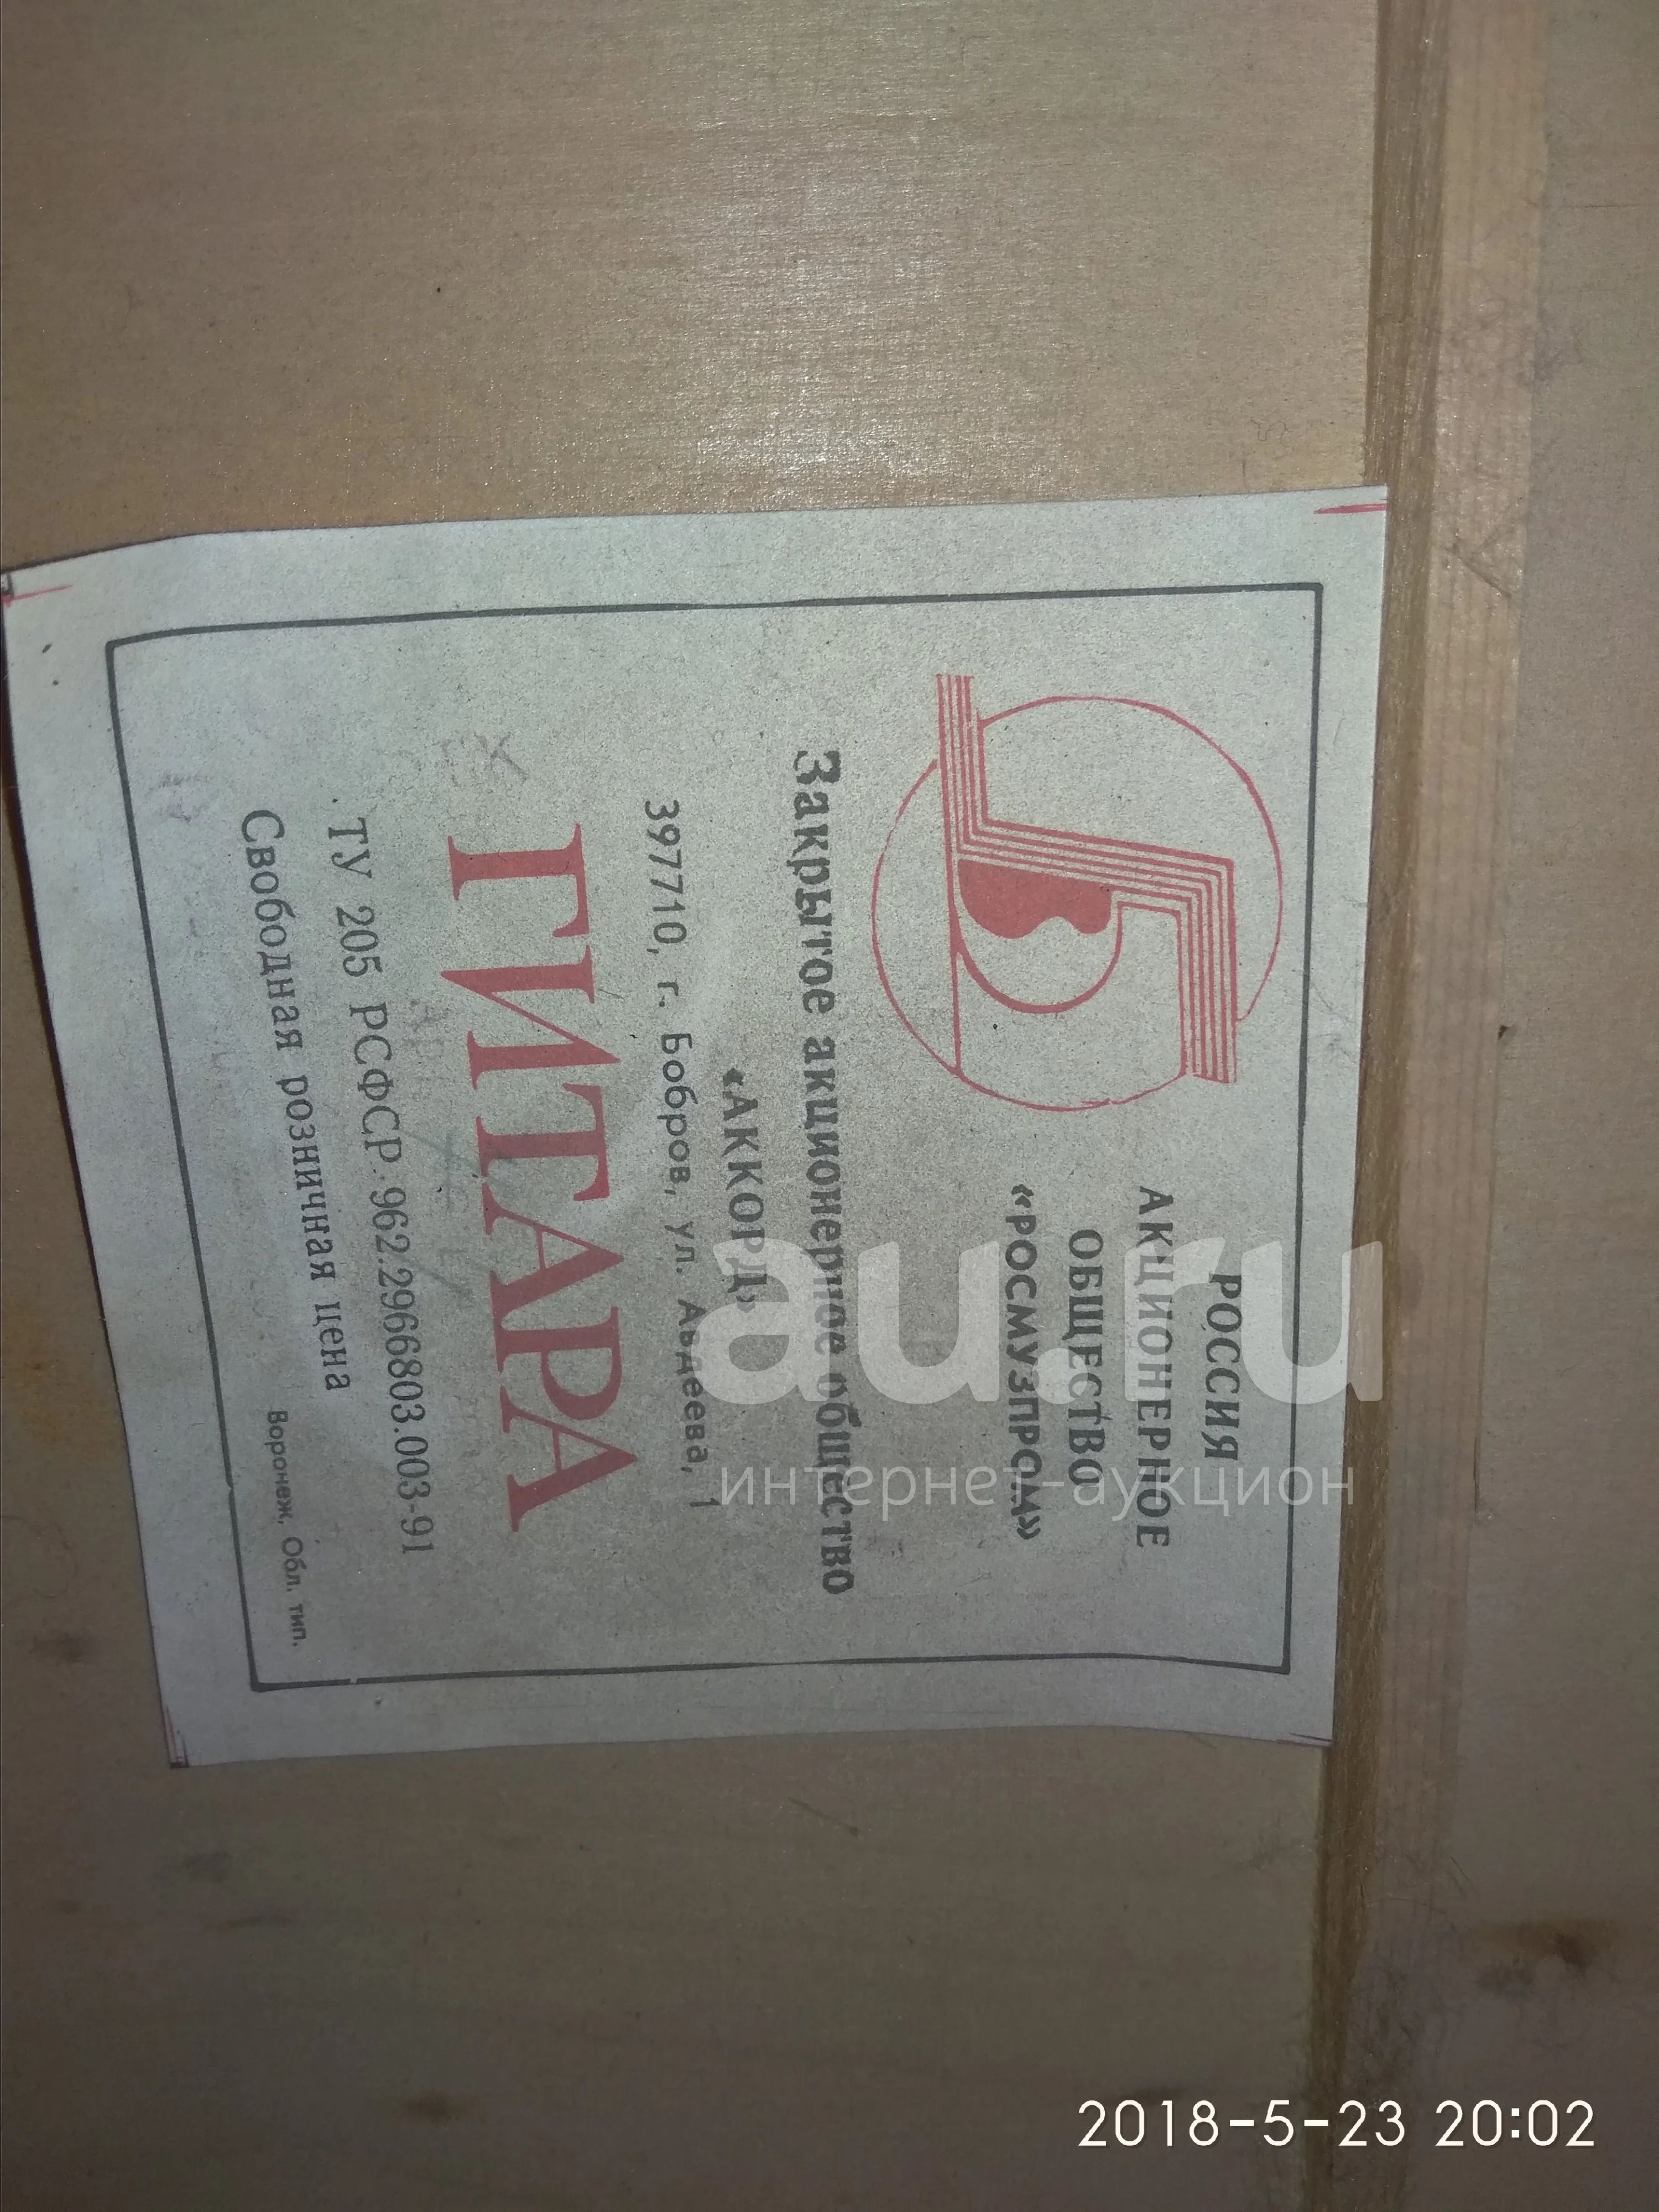 РОССИЯ
АКЦИОНЕРНОЕ
ОБЩЕСТВО
«РОСМУЗПРОМ»
Закрытое акционерное общество
«АККОРД»
397710, г. Бобров, ул. Авдеева, 1
ГИТАРА
ТУ 205 РСФСР 962.2966803.003-91
Свободная розничная цена
Воронеж, Обл. тип.
au.ru
интернет-аукцион
2018-5-23 20:02